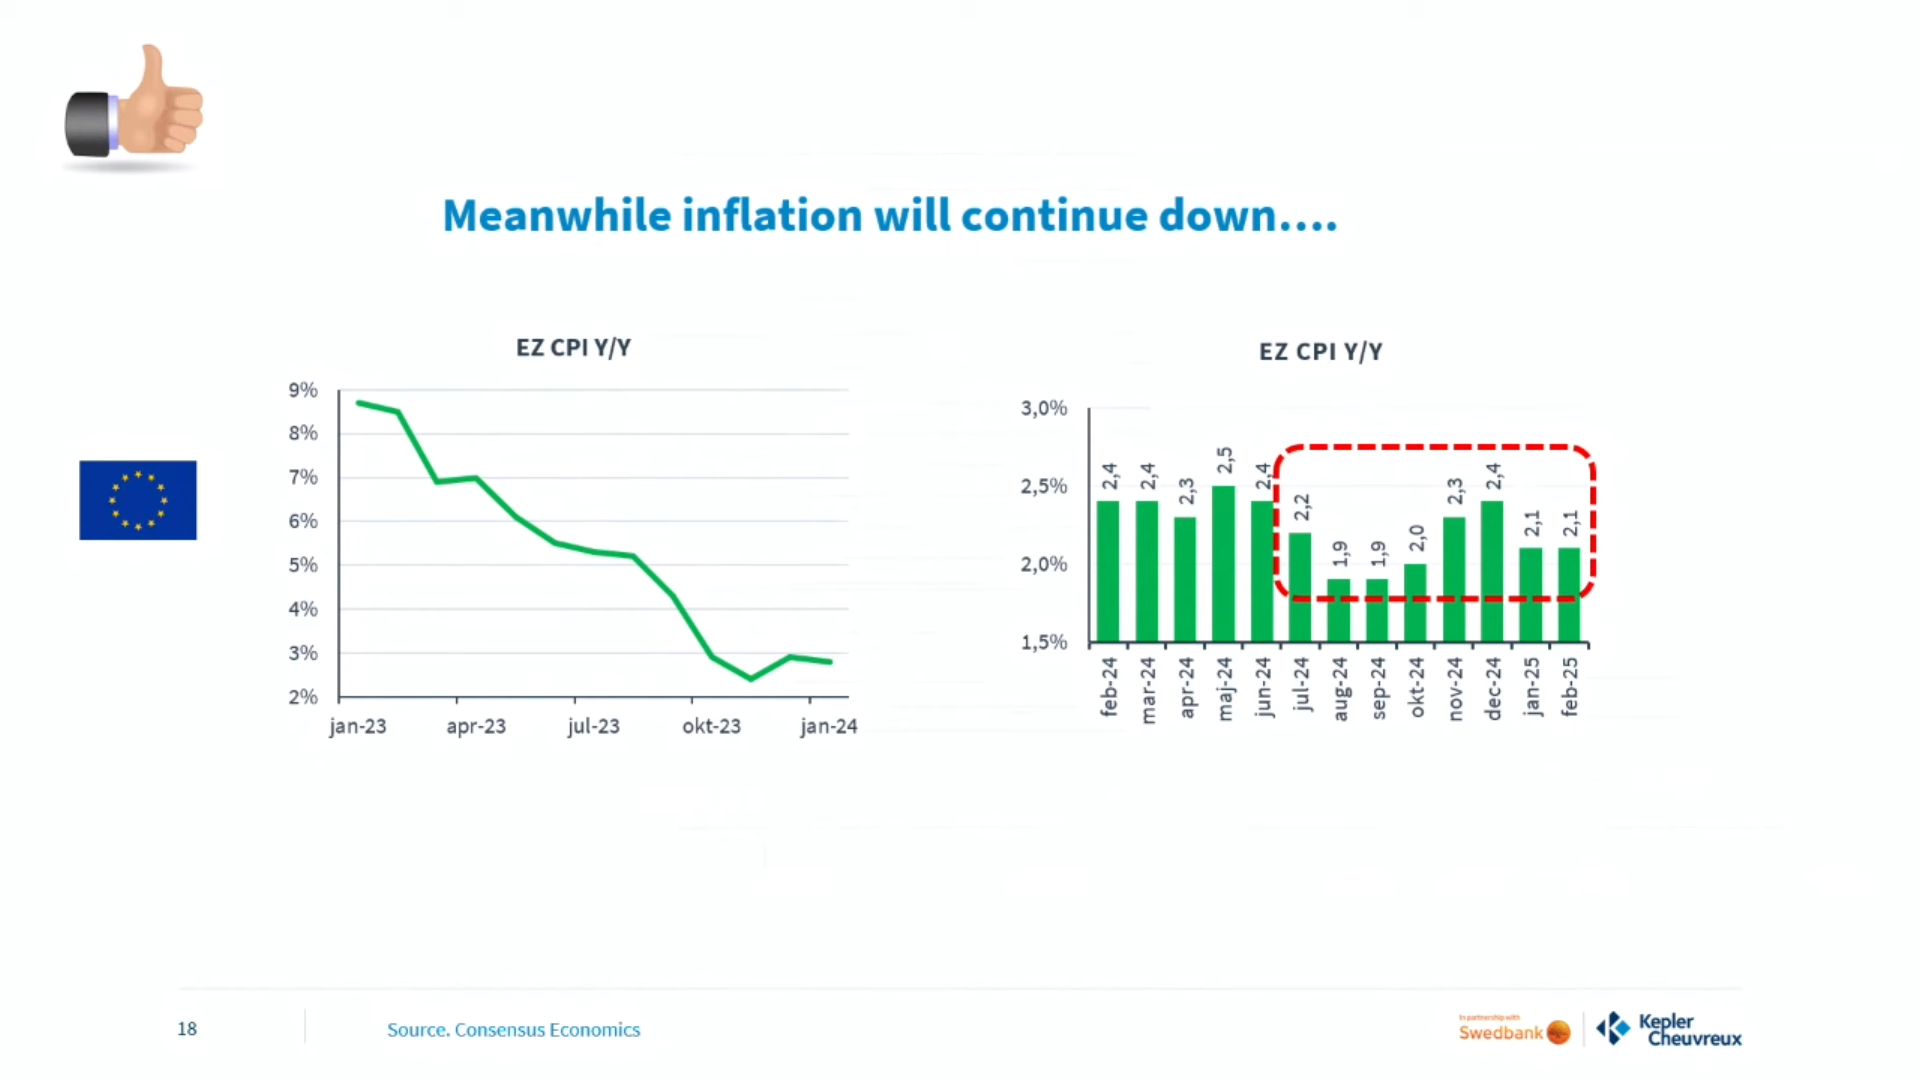 Meanwhile inflation will continue down....
EZ CPI Y/Y
9%
8%
7%
6%
5%
4%
3%
2%
jan-23 apr-23 jul-23 okt-23 jan-24
EZ CPI Y/Y
3,0%
2,5%
2,0%
1,5%
2,4 2,4 2,3 2,5 2,4 2,2 1,9 1,9 2,0 2,3 2,4 2,1 2,1
feb-24 mar-24 apr-24 maj-24 jun-24 jul-24 aug-24 sep-24 okt-24 nov-24 dec-24 jan-25 feb-25
18
Source. Consensus Economics
In partnership with
Swedbank
Kepler
Cheuvreux